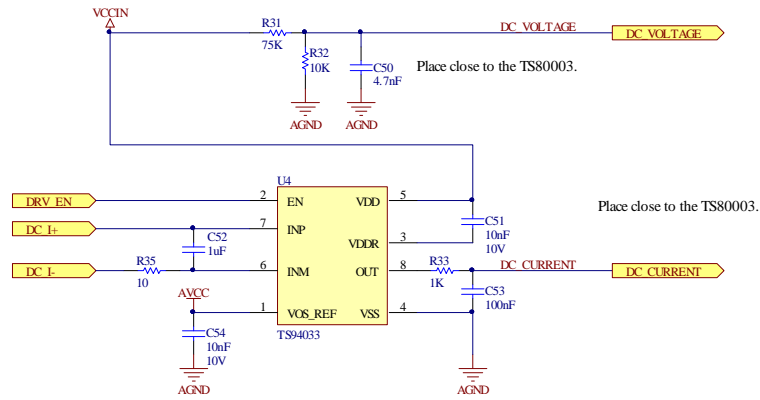 VCCIN
R31
75K
DC_VOLTAGE
DC_VOLTAGE
R32
10K
C50
4.7nF
Place close to the TS80003.
AGND
AGND
U4
DRV_EN
2
EN
VDD
5
Place close to the TS80003.
DC_I+
7
INP
C51
10nF
10V
C52
1uF
VDDR
3
R35
10
DC_I-
6
INM
OUT
8
R33
1K
DC_CURRENT
DC_CURRENT
AVCC
C53
100nF
1
VOS_REF
VSS
4
C54
10nF
10V
TS94033
AGND
AGND